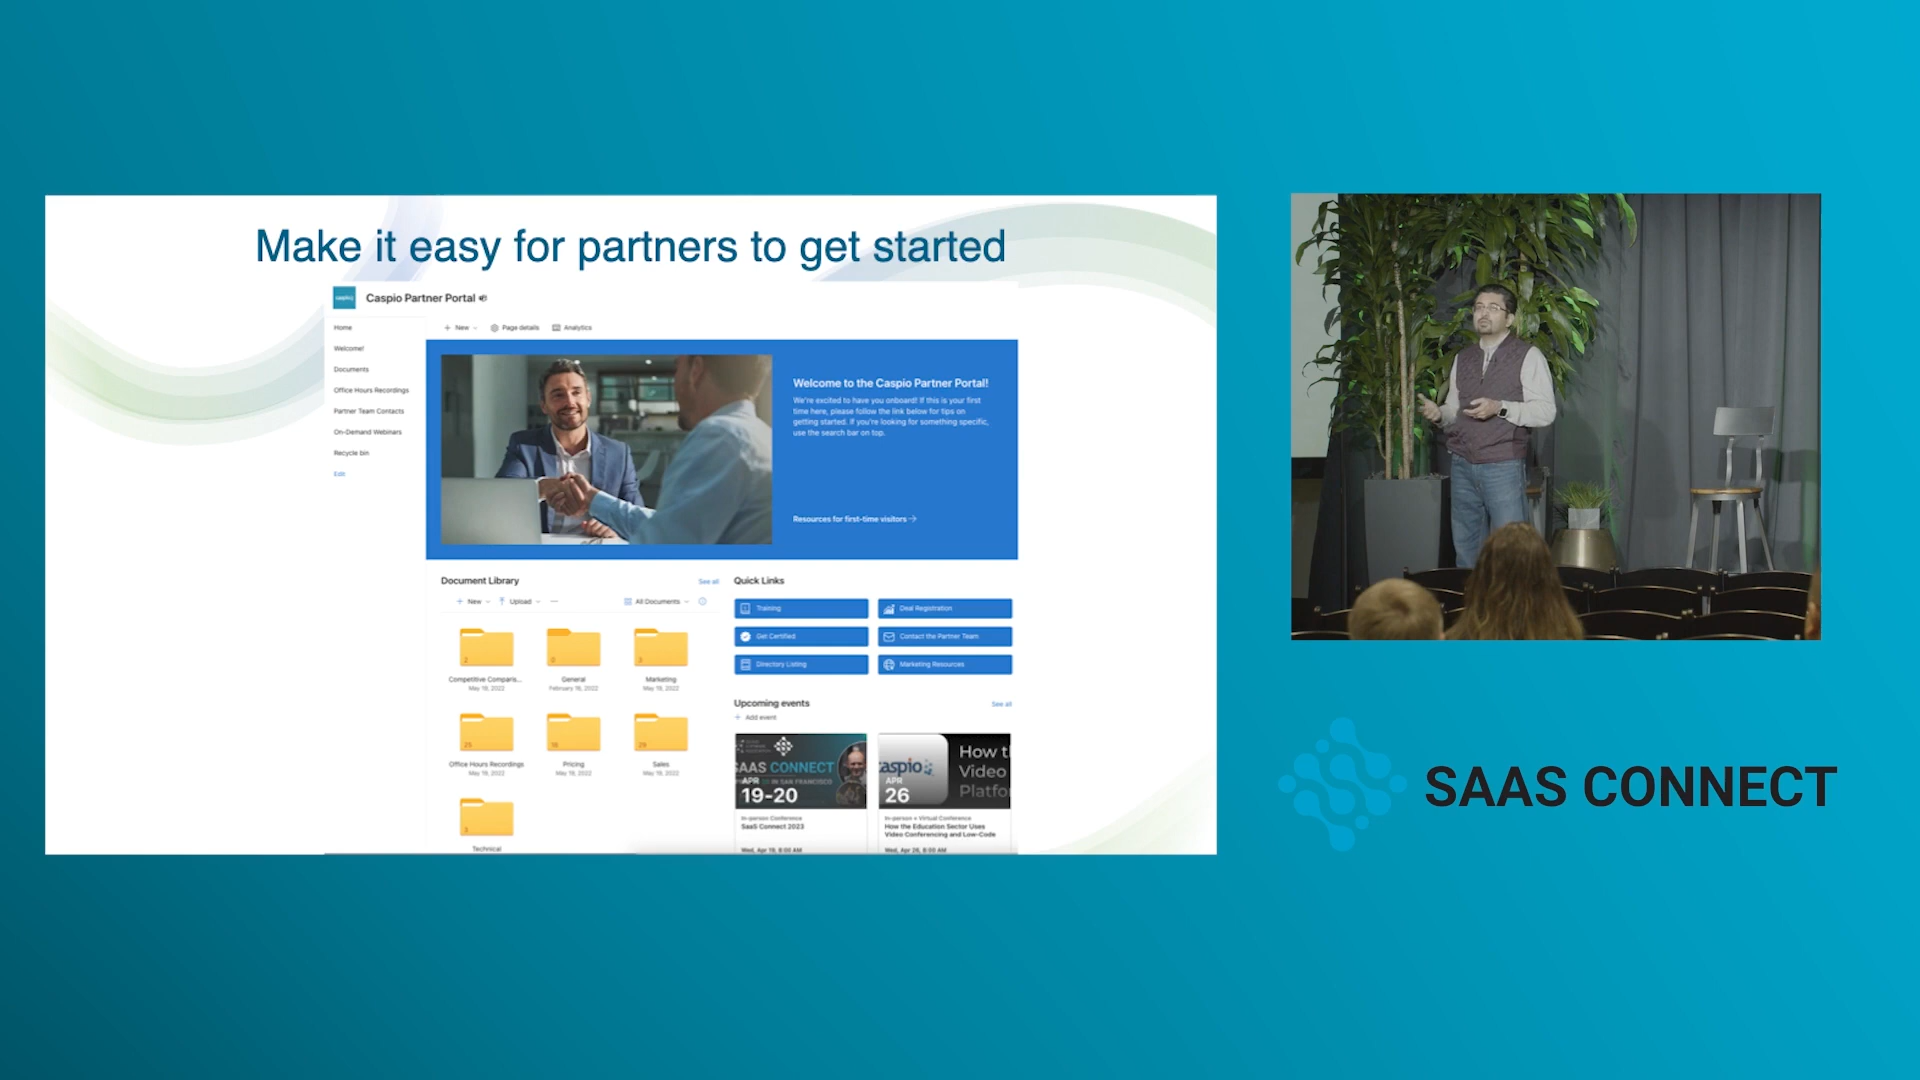 Make it easy for partners to get started
caspio
Caspio Partner Portal
Home
Welcome!
Documents
Office Hours Recordings
Partner Team Contacts
On-Demand Webinars
Recycle bin
Edit
New
Page details
Analytics
Welcome to the Caspio Partner Portal!
We're excited to have you onboard! If this is your first
time here, please follow the link below for tips on
getting started. If you're looking for something specific,
use the search bar on top.
Resources for first-time visitors
Document Library
See all
New
Upload
All Documents
2
Competitive Comparis...
May 19, 2022
0
General
February 16, 2022
3
Marketing
May 19, 2022
25
Office Hours Recordings
May 19, 2022
16
Pricing
May 19, 2022
29
Sales
May 19, 2022
3
Technical
Quick Links
Training
Deal Registration
Get Certified
Contact the Partner Team
Directory Listing
Marketing Resources
Upcoming events
See all
Add event
SAAS CONNECT
IN SAN FRANCISCO
APR
19-20
In-person Conference
SaaS Connect 2023
Wed, Apr 19, 8:00 AM
caspio
How t
Video
Platfo
APR
26
In-person + Virtual Conference
How the Education Sector Uses
Video Conferencing and Low-Code
Wed, Apr 26, 8:00 AM
SAAS CONNECT